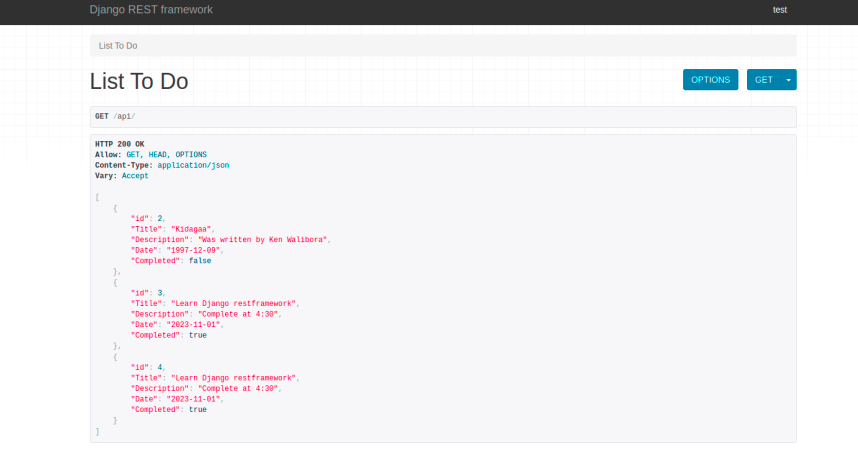 Django REST framework
test
List To Do
List To Do
OPTIONS
GET
GET /api/
HTTP 200 OK
Allow: GET, HEAD, OPTIONS
Content-Type: application/json
Vary: Accept
[
    {
        "id": 2,
        "Title": "Kidagaa",
        "Description": "Was written by Ken Walibora",
        "Date": "1997-12-09",
        "Completed": false
    },
    {
        "id": 3,
        "Title": "Learn Django restframework",
        "Description": "Complete at 4:30",
        "Date": "2023-11-01",
        "Completed": true
    },
    {
        "id": 4,
        "Title": "Learn Django restframework",
        "Description": "Complete at 4:30",
        "Date": "2023-11-01",
        "Completed": true
    }
]